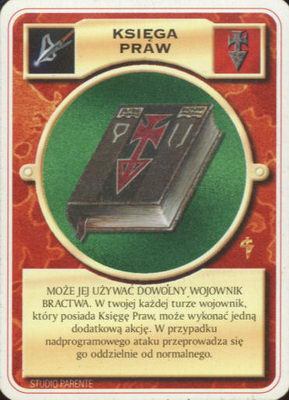 KSIĘGA
PRAW
MOŻE JEJ UŻYWAĆ DOWOLNY WOJOWNIK
BRACTWA. W twojej każdej turze wojownik,
który posiada Księgę Praw, może wykonać jedną
dodatkową akcję. W przypadku
nadprogramowego ataku przeprowadza się
go oddzielnie od normalnego.
STUDIO PARENTE